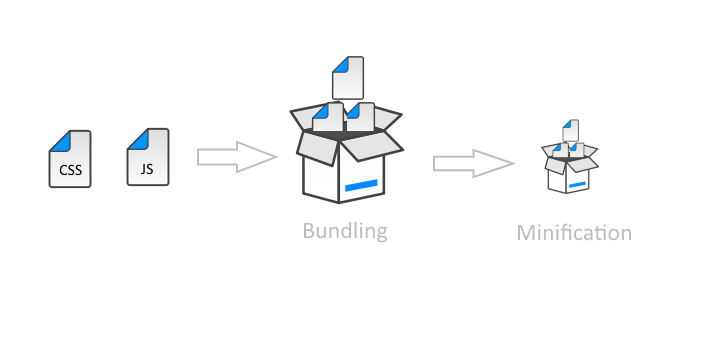 CSS
JS
Bundling
Minification